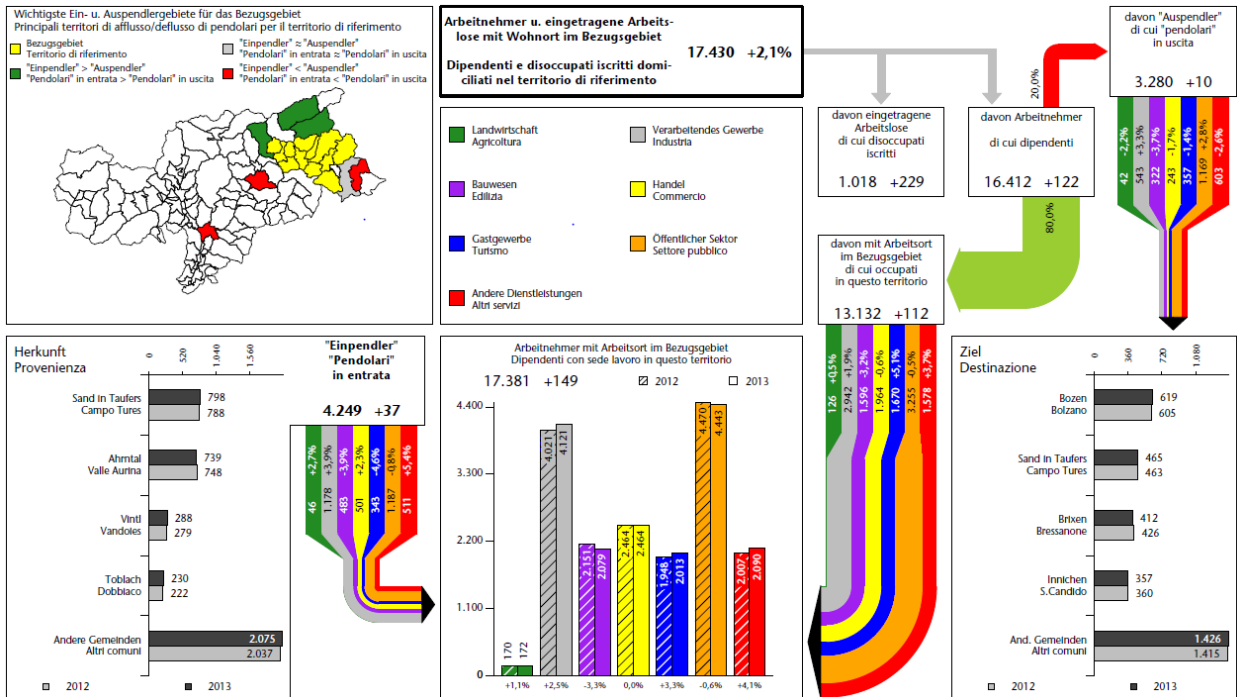 Wichtigste Ein- u. Auspendlergebiete für das Bezugsgebiet
Principali territori di afflusso/deflusso di pendolari per il territorio di riferimento
Bezugsgebiet
Territorio di riferimento
"Einpendler" > "Auspendler"
"Pendolari" in entrata > "Pendolari" in uscita
"Einpendler" ≈ "Auspendler"
"Pendolari" in entrata ≈ "Pendolari" in uscita
"Einpendler" < "Auspendler"
"Pendolari" in entrata < "Pendolari" in uscita
Arbeitnehmer u. eingetragene Arbeits-
lose mit Wohnort im Bezugsgebiet
17.430 +2,1%
Dipendenti e disoccupati iscritti domi-
ciliati nel territorio di riferimento
Landwirtschaft
Agricoltura
Verarbeitendes Gewerbe
Industria
Bauwesen
Edilizia
Handel
Commercio
Gastgewerbe
Turismo
Öffentlicher Sektor
Settore pubblico
Andere Dienstleistungen
Altri servizi
davon eingetragene
Arbeitslose
di cui disoccupati
iscritti
1.018 +229
davon Arbeitnehmer
di cui dipendenti
16.412 +122
20,0%
80,0%
davon "Auspendler"
di cui "pendolari"
in uscita
3.280 +10
42 -2,2%
543 +3,3%
322 -3,7%
243 -1,7%
357 -1,4%
1.169 +2,8%
603 -2,6%
davon mit Arbeitsort
im Bezugsgebiet
di cui occupati
in questo territorio
13.132 +112
126 +0,5%
2.942 +1,9%
1.596 -3,2%
1.964 -0,6%
1.670 +5,1%
3.255 -0,5%
1.578 +3,7%
Herkunft
Provenienza
0
520
1.040
1.560
Sand in Taufers
Campo Tures
798
788
Ahrntal
Valle Aurina
739
748
Vintl
Vandoies
288
279
Toblach
Dobbiaco
230
222
Andere Gemeinden
Altri comuni
2.075
2.037
2012
2013
"Einpendler"
"Pendolari"
in entrata
4.249 +37
46 +2,7%
1.178 +3,9%
483 -3,9%
501 +2,3%
343 -4,6%
1.187 -0,8%
511 +5,4%
Arbeitnehmer mit Arbeitsort im Bezugsgebiet
Dipendenti con sede lavoro in questo territorio
17.381 +149
2012
2013
4.400
3.300
2.200
1.100
0
170
172
4.021
4.121
2.151
2.079
2.464
2.464
1.948
2.013
4.470
4.443
2.007
2.090
+1,1%
+2,5%
-3,3%
0,0%
+3,3%
-0,6%
+4,1%
Ziel
Destinazione
0
360
720
1.080
Bozen
Bolzano
619
605
Sand in Taufers
Campo Tures
465
463
Brixen
Bressanone
412
426
Innichen
S.Candido
357
360
And. Gemeinden
Altri comuni
1.426
1.415
2012
2013